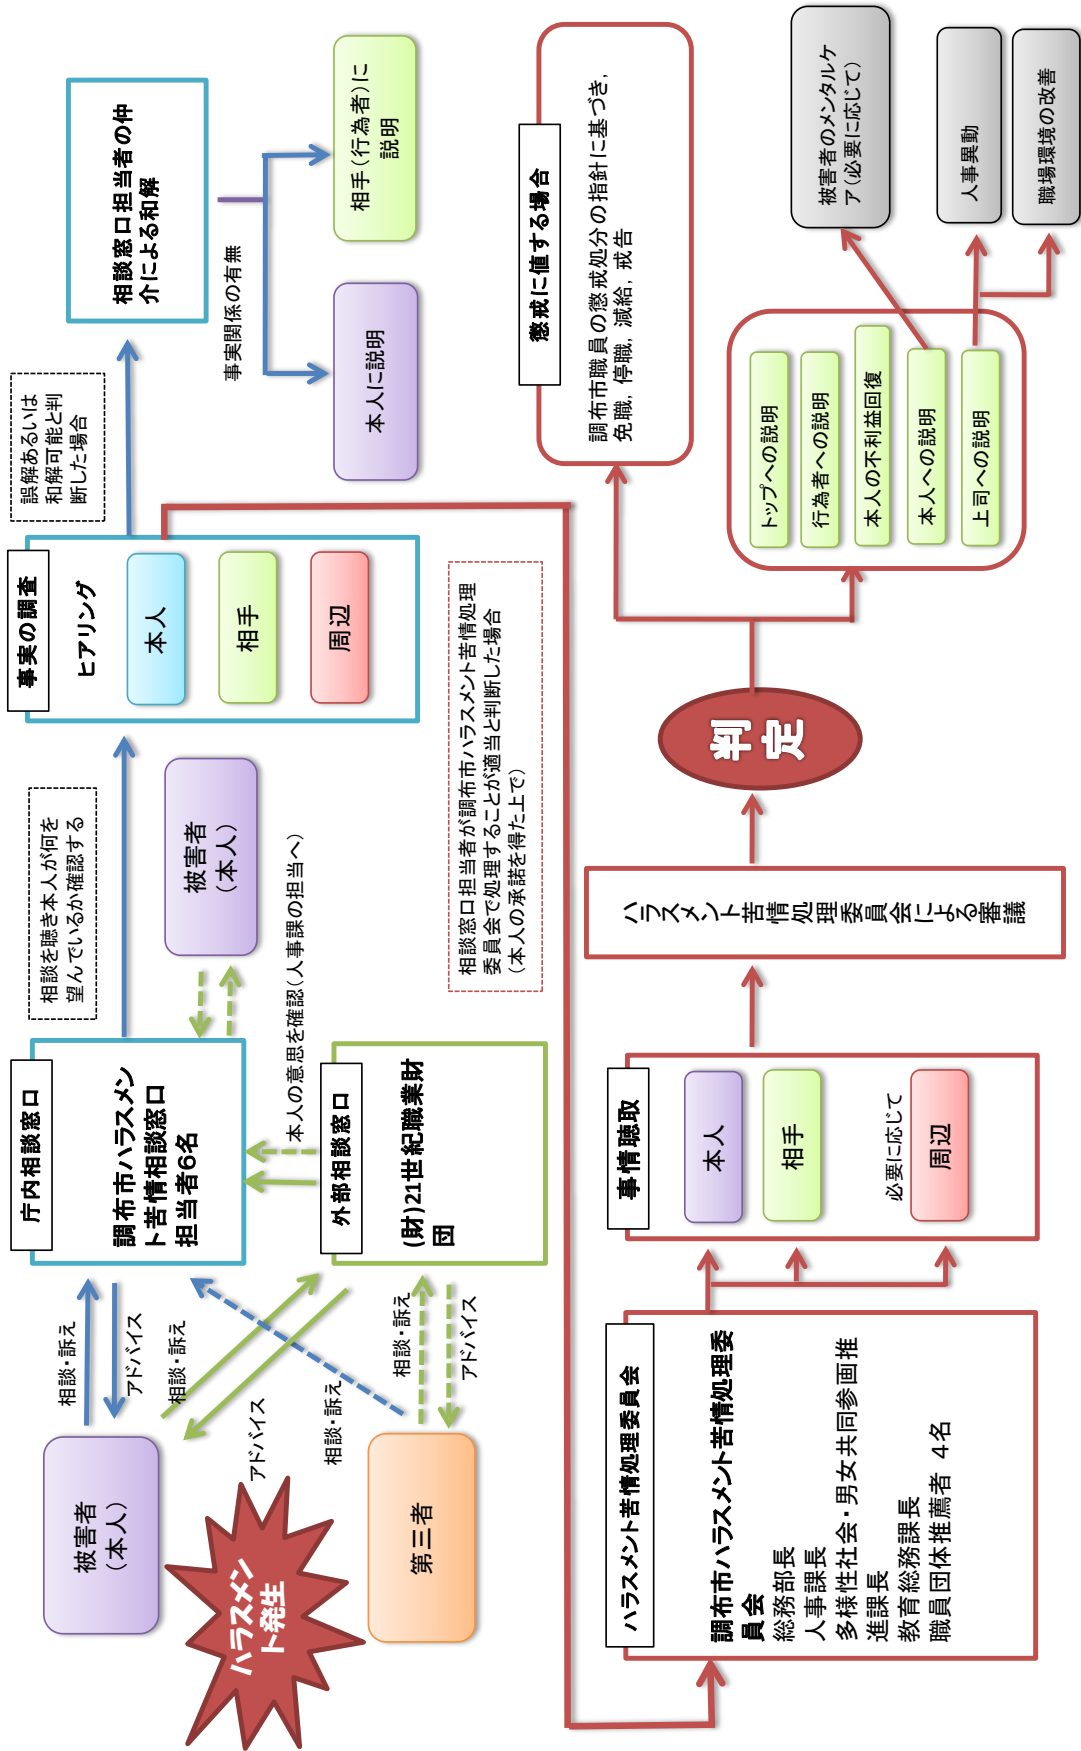 ハラスメン
ト発生
被害者
（本人）
第三者
相談・訴え
アドバイス
相談・訴え
アドバイス
相談・訴え
相談・訴え
アドバイス
庁内相談窓口
調布市ハラスメン
ト苦情相談窓口
担当者６名
外部相談窓口
(財)21世紀職業財
団
本人の意思を確認（人事課の担当へ）
被害者
（本人）
相談を聴き本人が何を
望んでいるか確認する
事実の調査
ヒアリング
本人
相手
周辺
誤解あるいは
和解可能と判
断した場合
相談窓口担当者の仲
介による和解
事実関係の有無
本人に説明
相手（行為者）に
説明
相談窓口担当者が調布市ハラスメント苦情処理
委員会で処理することが適当と判断した場合
（本人の承諾を得た上で）
ハラスメント苦情処理委員会
調布市ハラスメント苦情処理委
員会
総務部長
人事課長
多様性社会・男女共同参画推
進課長
教育総務課長
職員団体推薦者　４名
事情聴取
本人
相手
必要に応じて
周辺
ハラスメント苦情処理委員会による審議
判
定
懲戒に値する場合
調布市職員の懲戒処分の指針に基づき，
免職，停職，減給，戒告
トップへの説明
行為者への説明
本人の不利益回復
本人への説明
上司への説明
被害者のメンタルケ
ア（必要に応じて）
人事異動
職場環境の改善